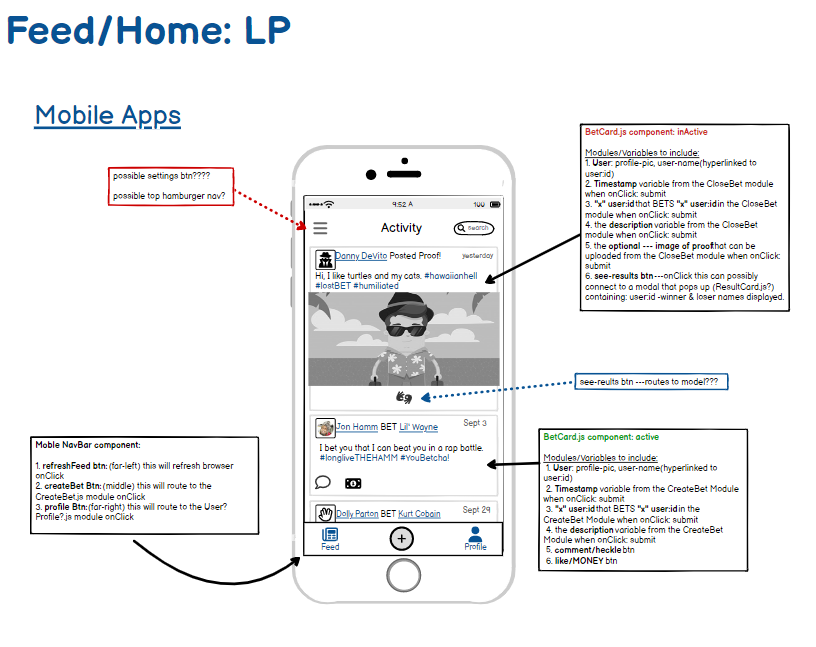 Feed/Home: LP
Mobile Apps
possible settings btn????
possible top hamburger nav?
9:52 A
100
Activity
Search
Danny DeVito Posted Proof!
yesterday
Hi, I like turtles and my cats. #hawaiianhell
#lostBET #humiliated
Jon Hamm BET Lil' Wayne
Sept 3
I bet you that I can beat you in a rap battle.
#longliveTHEHAMM #YouBetcha!
Dolly Parton BET Kurt Cobain
Sept 29
Feed
Profile
BetCard.js component: inActive
Modules/Variables to include:
1. User: profile-pic, user-name(hyperlinked to
user:id)
2. Timestamp variable from the CloseBet module
when onClick: submit
3. "x" user:id that BETS "x" user:id in the CloseBet
module when onClick: submit
4. the description variable from the CloseBet
module when onClick: submit
5. the optional --- image of proof that can be
uploaded from the CloseBet module when onClick:
submit
6. see-results btn ---onClick this can possibly
connect to a modal that pops up (ResultCard.js?)
containing: user:id -winner & loser names displayed.
see-reults btn ---routes to model???
BetCard.js component: active
Modules/Variables to include:
1. User: profile-pic, user-name(hyperlinked to
user:id)
2. Timestamp variable from the CreateBet Module
when onClick: submit
3. "x" user:id that BETS "x" user:id in the
CreateBet Module when onClick: submit
4. the description variable from the CreateBet
Module when onClick: submit
5. comment/heckle btn
6. like/MONEY btn
Moble NavBar component:
1. refreshFeed btn: (far-left) this will refresh browser
onClick
2. createBet Btn: (middle) this will route to the
CreateBet.js module onClick
3. profile Btn: (far-right) this will route to the User?
Profile?.js module onClick